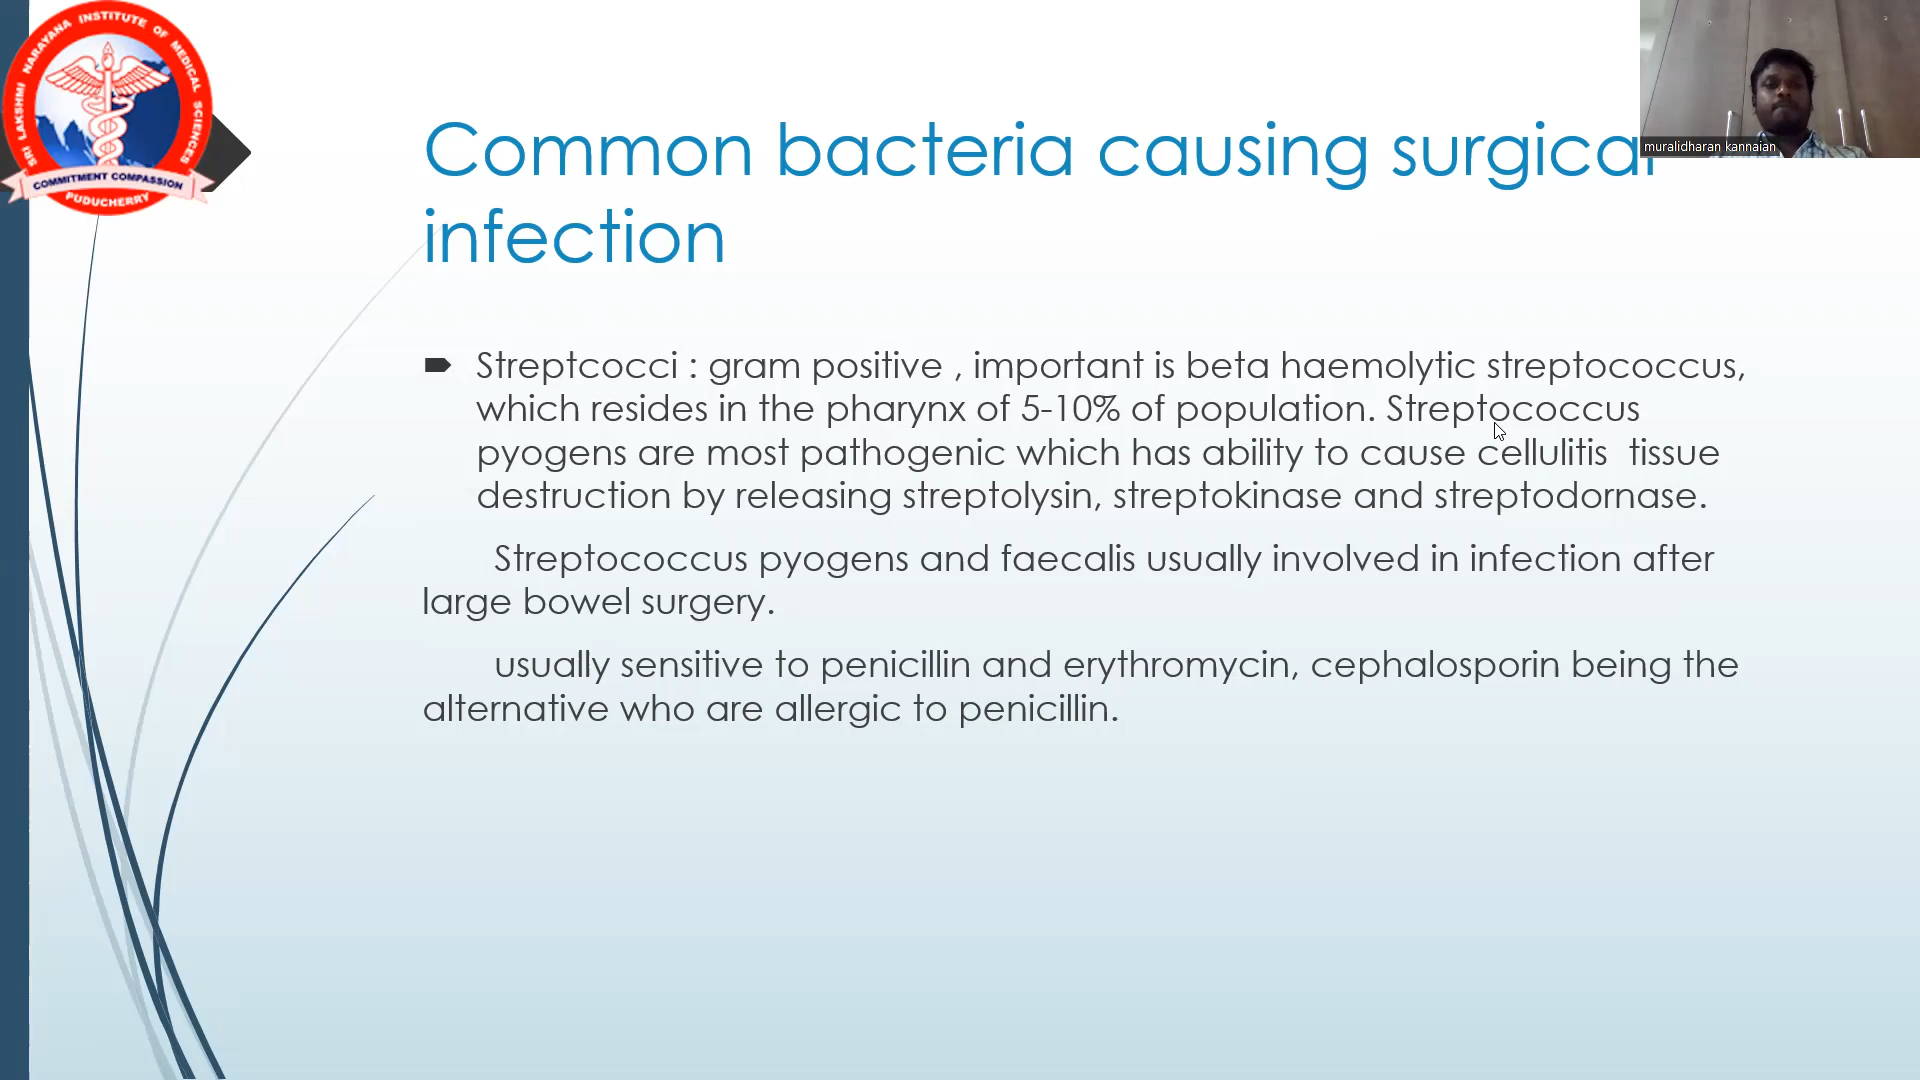 SRI LAKSHMI NARAYANA INSTITUTE OF MEDICAL SCIENCES
COMMITMENT COMPASSION
PUDUCHERRY
muralidharan kannaian
Common bacteria causing surgical
infection
Streptcocci : gram positive , important is beta haemolytic streptococcus,
which resides in the pharynx of 5-10% of population. Streptococcus
pyogens are most pathogenic which has ability to cause cellulitis tissue
destruction by releasing streptolysin, streptokinase and streptodornase.
Streptococcus pyogens and faecalis usually involved in infection after
large bowel surgery.
usually sensitive to penicillin and erythromycin, cephalosporin being the
alternative who are allergic to penicillin.